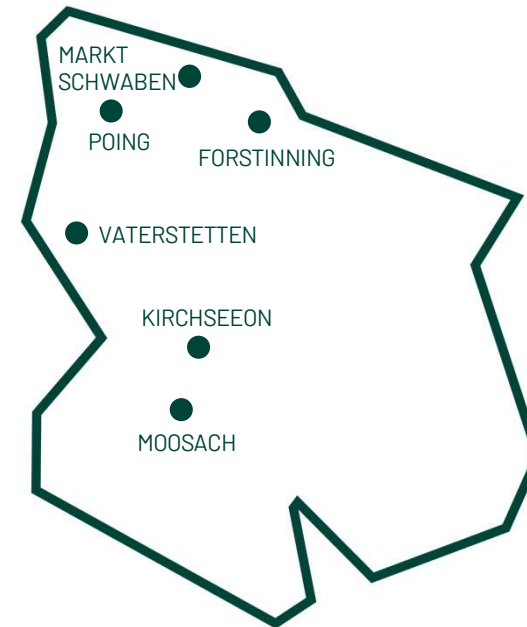 MARKT
SCHWABEN
POING
FORSTINNING
VATERSTETTEN
KIRCHSEEON
MOOSACH